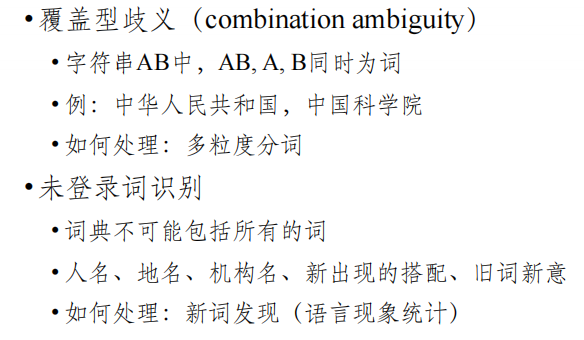 •覆盖型歧义（combination ambiguity）
•字符串AB中，AB, A, B同时为词
•例：中华人民共和国，中国科学院
•如何处理：多粒度分词
•未登录词识别
•词典不可能包括所有的词
•人名、地名、机构名、新出现的搭配、旧词新意
•如何处理：新词发现（语言现象统计）